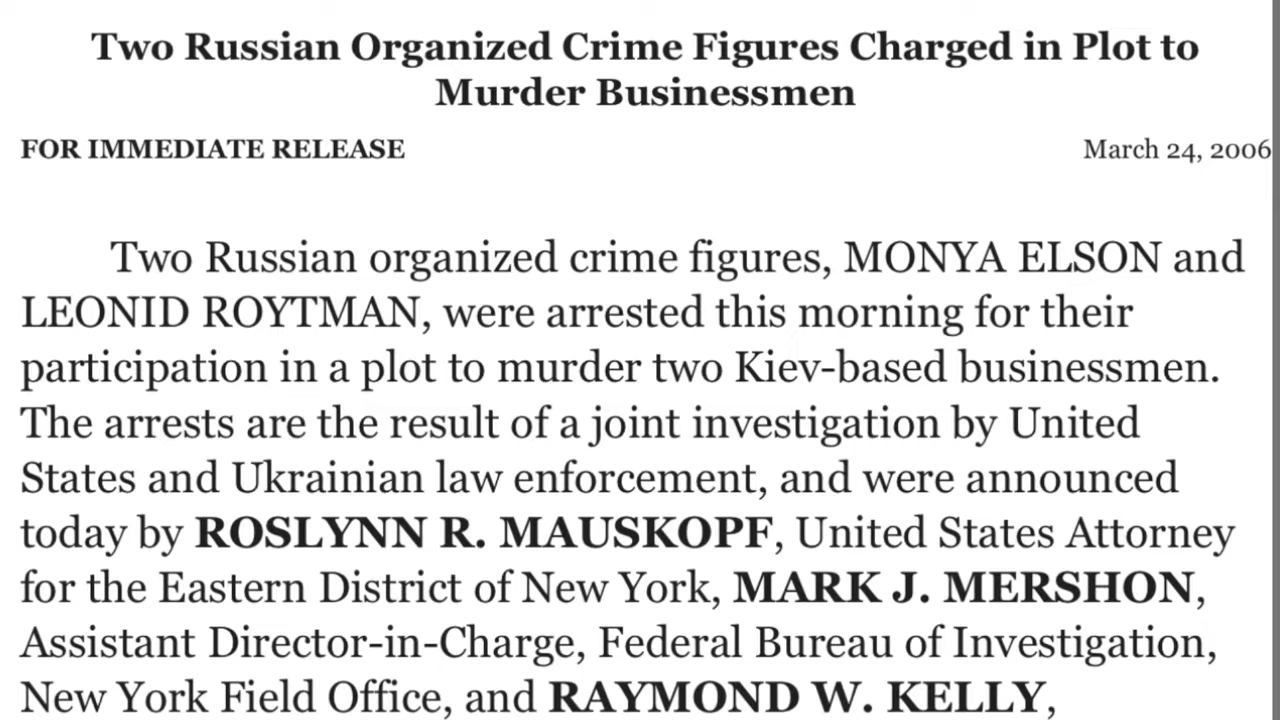 Two Russian Organized Crime Figures Charged in Plot to
Murder Businessmen
FOR IMMEDIATE RELEASE March 24, 2006
Two Russian organized crime figures, MONYA ELSON and
LEONID ROYTMAN, were arrested this morning for their
participation in a plot to murder two Kiev-based businessmen.
The arrests are the result of a joint investigation by United
States and Ukrainian law enforcement, and were announced
today by ROSLYNN R. MAUSKOPF, United States Attorney
for the Eastern District of New York, MARK J. MERSHON,
Assistant Director-in-Charge, Federal Bureau of Investigation,
New York Field Office, and RAYMOND W. KELLY,